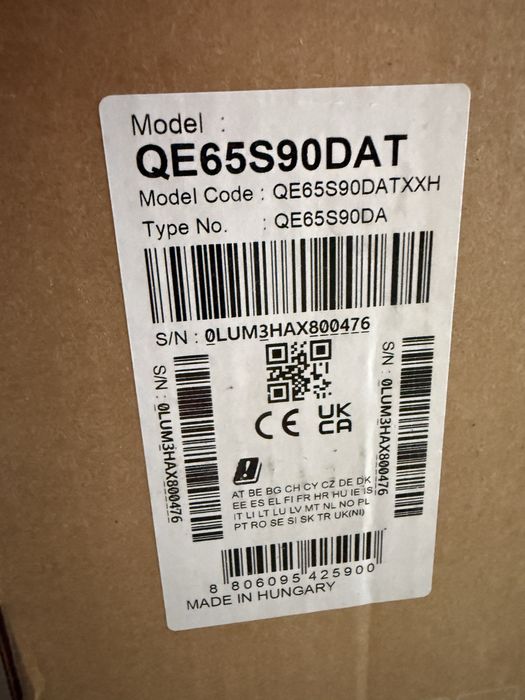 Model :
QE65S90DAT
Model Code : QE65S90DATXXH
Type No. : QE65S90DA
S/N : 0LUM3HAX800476
S/N : 0LUM3HAX800476
S/N : 0LUM3HAX800476
CE UK CA
AT BE BG CH CY CZ DE DK
EE ES EL FI FR HR HU IE IS
IT LI LT LU LV MT NL NO PL
PT RO SE SI SK TR UK(NI)
8 806095 425900
MADE IN HUNGARY